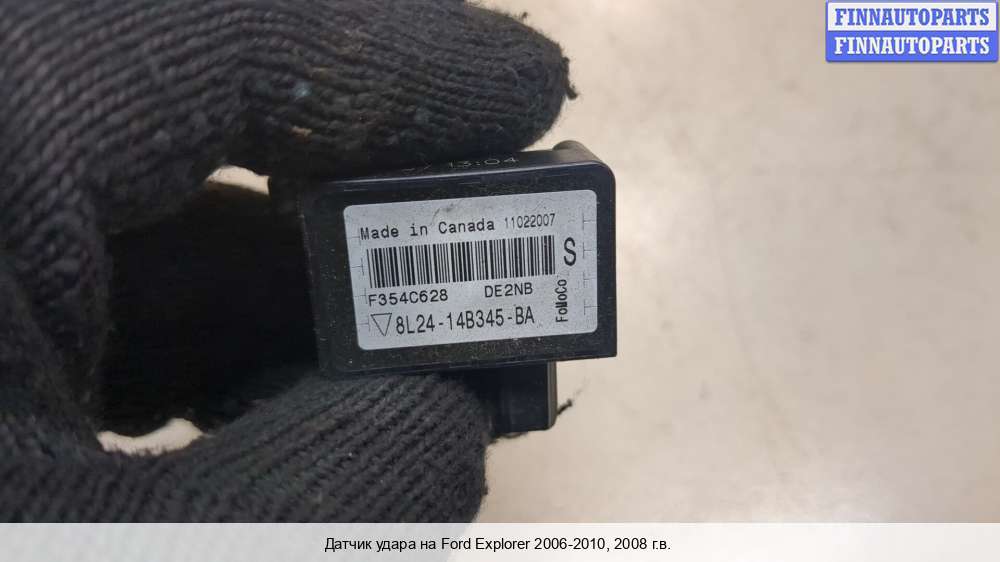 FINNAUTOPARTS
FINNAUTOPARTS
13:04
Made in Canada 11022007
S
F354C628 DE2NB
FoMoCo
8L24-14B345-BA
Датчик удара на Ford Explorer 2006-2010, 2008 г.в.